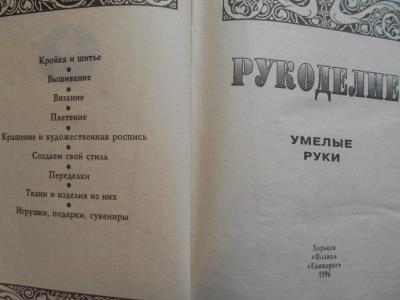 Кройка и шитье
Вышивание
Вязание
Плетение
Крашение и художественная роспись
Создаем свой стиль
Переделки
Ткани и изделия из них
Игрушки, подарки, сувениры
РУКОДЕЛИЕ
УМЕЛЫЕ
РУКИ
Харьков
«Фолио»
«Единорог»
1996